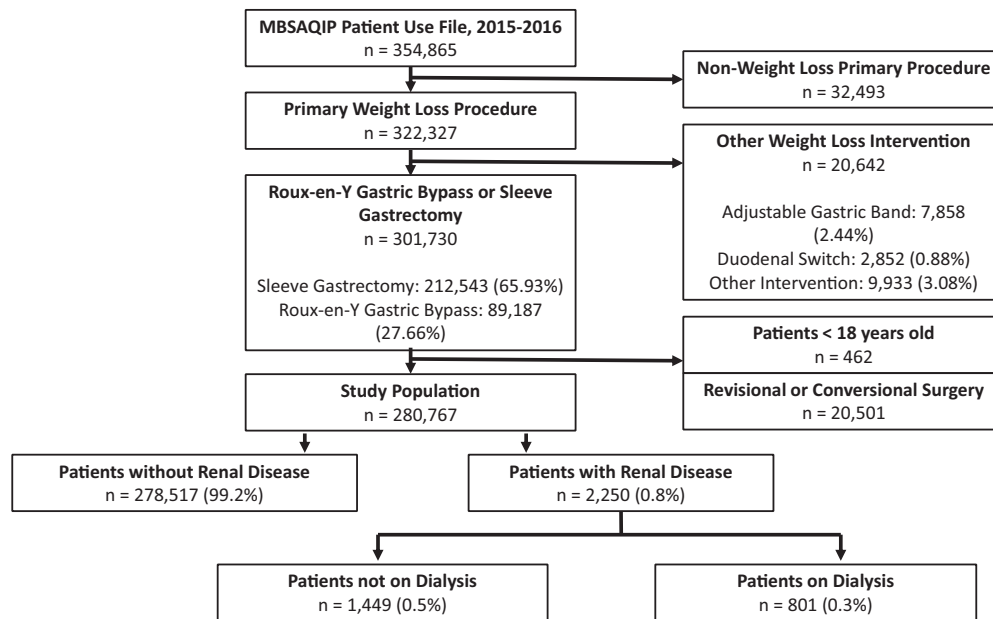 MBSAQIP Patient Use File, 2015-2016
n = 354,865
Non-Weight Loss Primary Procedure
n = 32,493
Primary Weight Loss Procedure
n = 322,327
Other Weight Loss Intervention
n = 20,642
Adjustable Gastric Band: 7,858
(2.44%)
Duodenal Switch: 2,852 (0.88%)
Other Intervention: 9,933 (3.08%)
Roux-en-Y Gastric Bypass or Sleeve
Gastrectomy
n = 301,730
Sleeve Gastrectomy: 212,543 (65.93%)
Roux-en-Y Gastric Bypass: 89,187
(27.66%)
Patients < 18 years old
n = 462
Revisional or Conversional Surgery
n = 20,501
Study Population
n = 280,767
Patients without Renal Disease
n = 278,517 (99.2%)
Patients with Renal Disease
n = 2,250 (0.8%)
Patients not on Dialysis
n = 1,449 (0.5%)
Patients on Dialysis
n = 801 (0.3%)